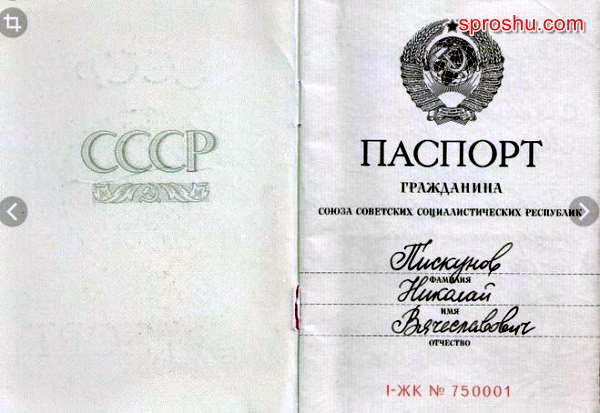 sproshu.com
СССР
ПАСПОРТ
ГРАЖДАНИНА
СОЮЗА СОВЕТСКИХ СОЦИАЛИСТИЧЕСКИХ РЕСПУБЛИК
Пискунов
ФАМИЛИЯ
Николай
ИМЯ
Вячеславович
ОТЧЕСТВО
I-ЖК № 750001